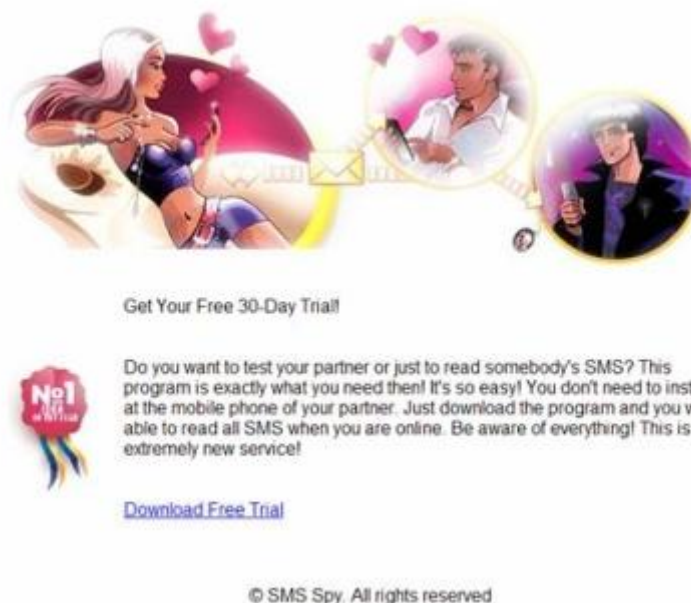 Get Your Free 30-Day Trial!
No1
Do you want to test your partner or just to read somebody's SMS? This
program is exactly what you need then! It's so easy! You don't need to inst
at the mobile phone of your partner. Just download the program and you w
able to read all SMS when you are online. Be aware of everything! This is
extremely new service!
Download Free Trial
© SMS Spy. All rights reserved